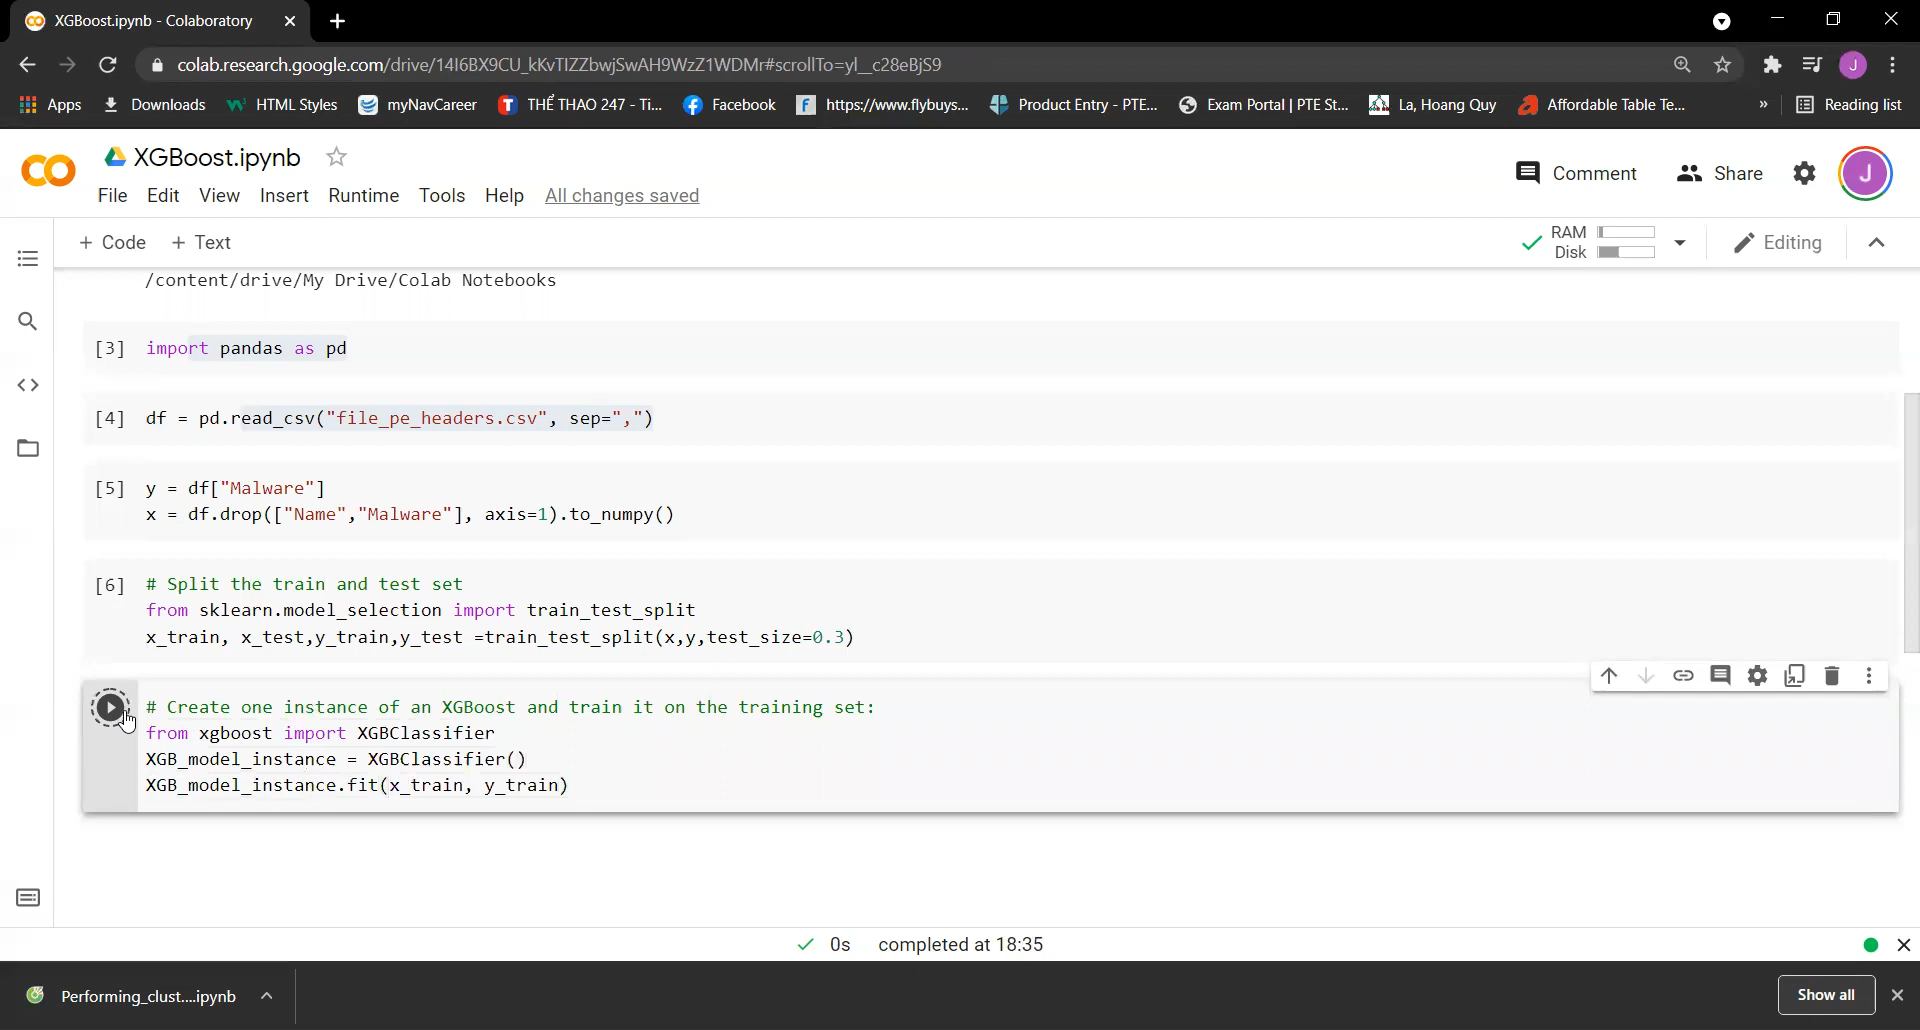 XGBoost.ipynb - Colaboratory
colab.research.google.com/drive/14I6BX9CU_kKvTIZZbwjSwAH9WzZ1WDMr#scrollTo=yl__c28eBjS9
J
Apps
Downloads
HTML Styles
myNavCareer
THỂ THAO 247 - Ti...
Facebook
https://www.flybuys...
Product Entry - PTE...
Exam Portal | PTE St...
La, Hoang Quy
Affordable Table Te...
»
Reading list
XGBoost.ipynb
Comment
Share
J
File Edit View Insert Runtime Tools Help All changes saved
+ Code + Text
RAM
Disk
Editing
/content/drive/My Drive/Colab Notebooks
[3] import pandas as pd
[4] df = pd.read_csv("file_pe_headers.csv", sep=",")
[5] y = df["Malware"]
x = df.drop(["Name","Malware"], axis=1).to_numpy()
[6] # Split the train and test set
from sklearn.model_selection import train_test_split
x_train, x_test,y_train,y_test =train_test_split(x,y,test_size=0.3)
# Create one instance of an XGBoost and train it on the training set:
from xgboost import XGBClassifier
XGB_model_instance = XGBClassifier()
XGB_model_instance.fit(x_train, y_train)
0s completed at 18:35
Performing_clust....ipynb
Show all